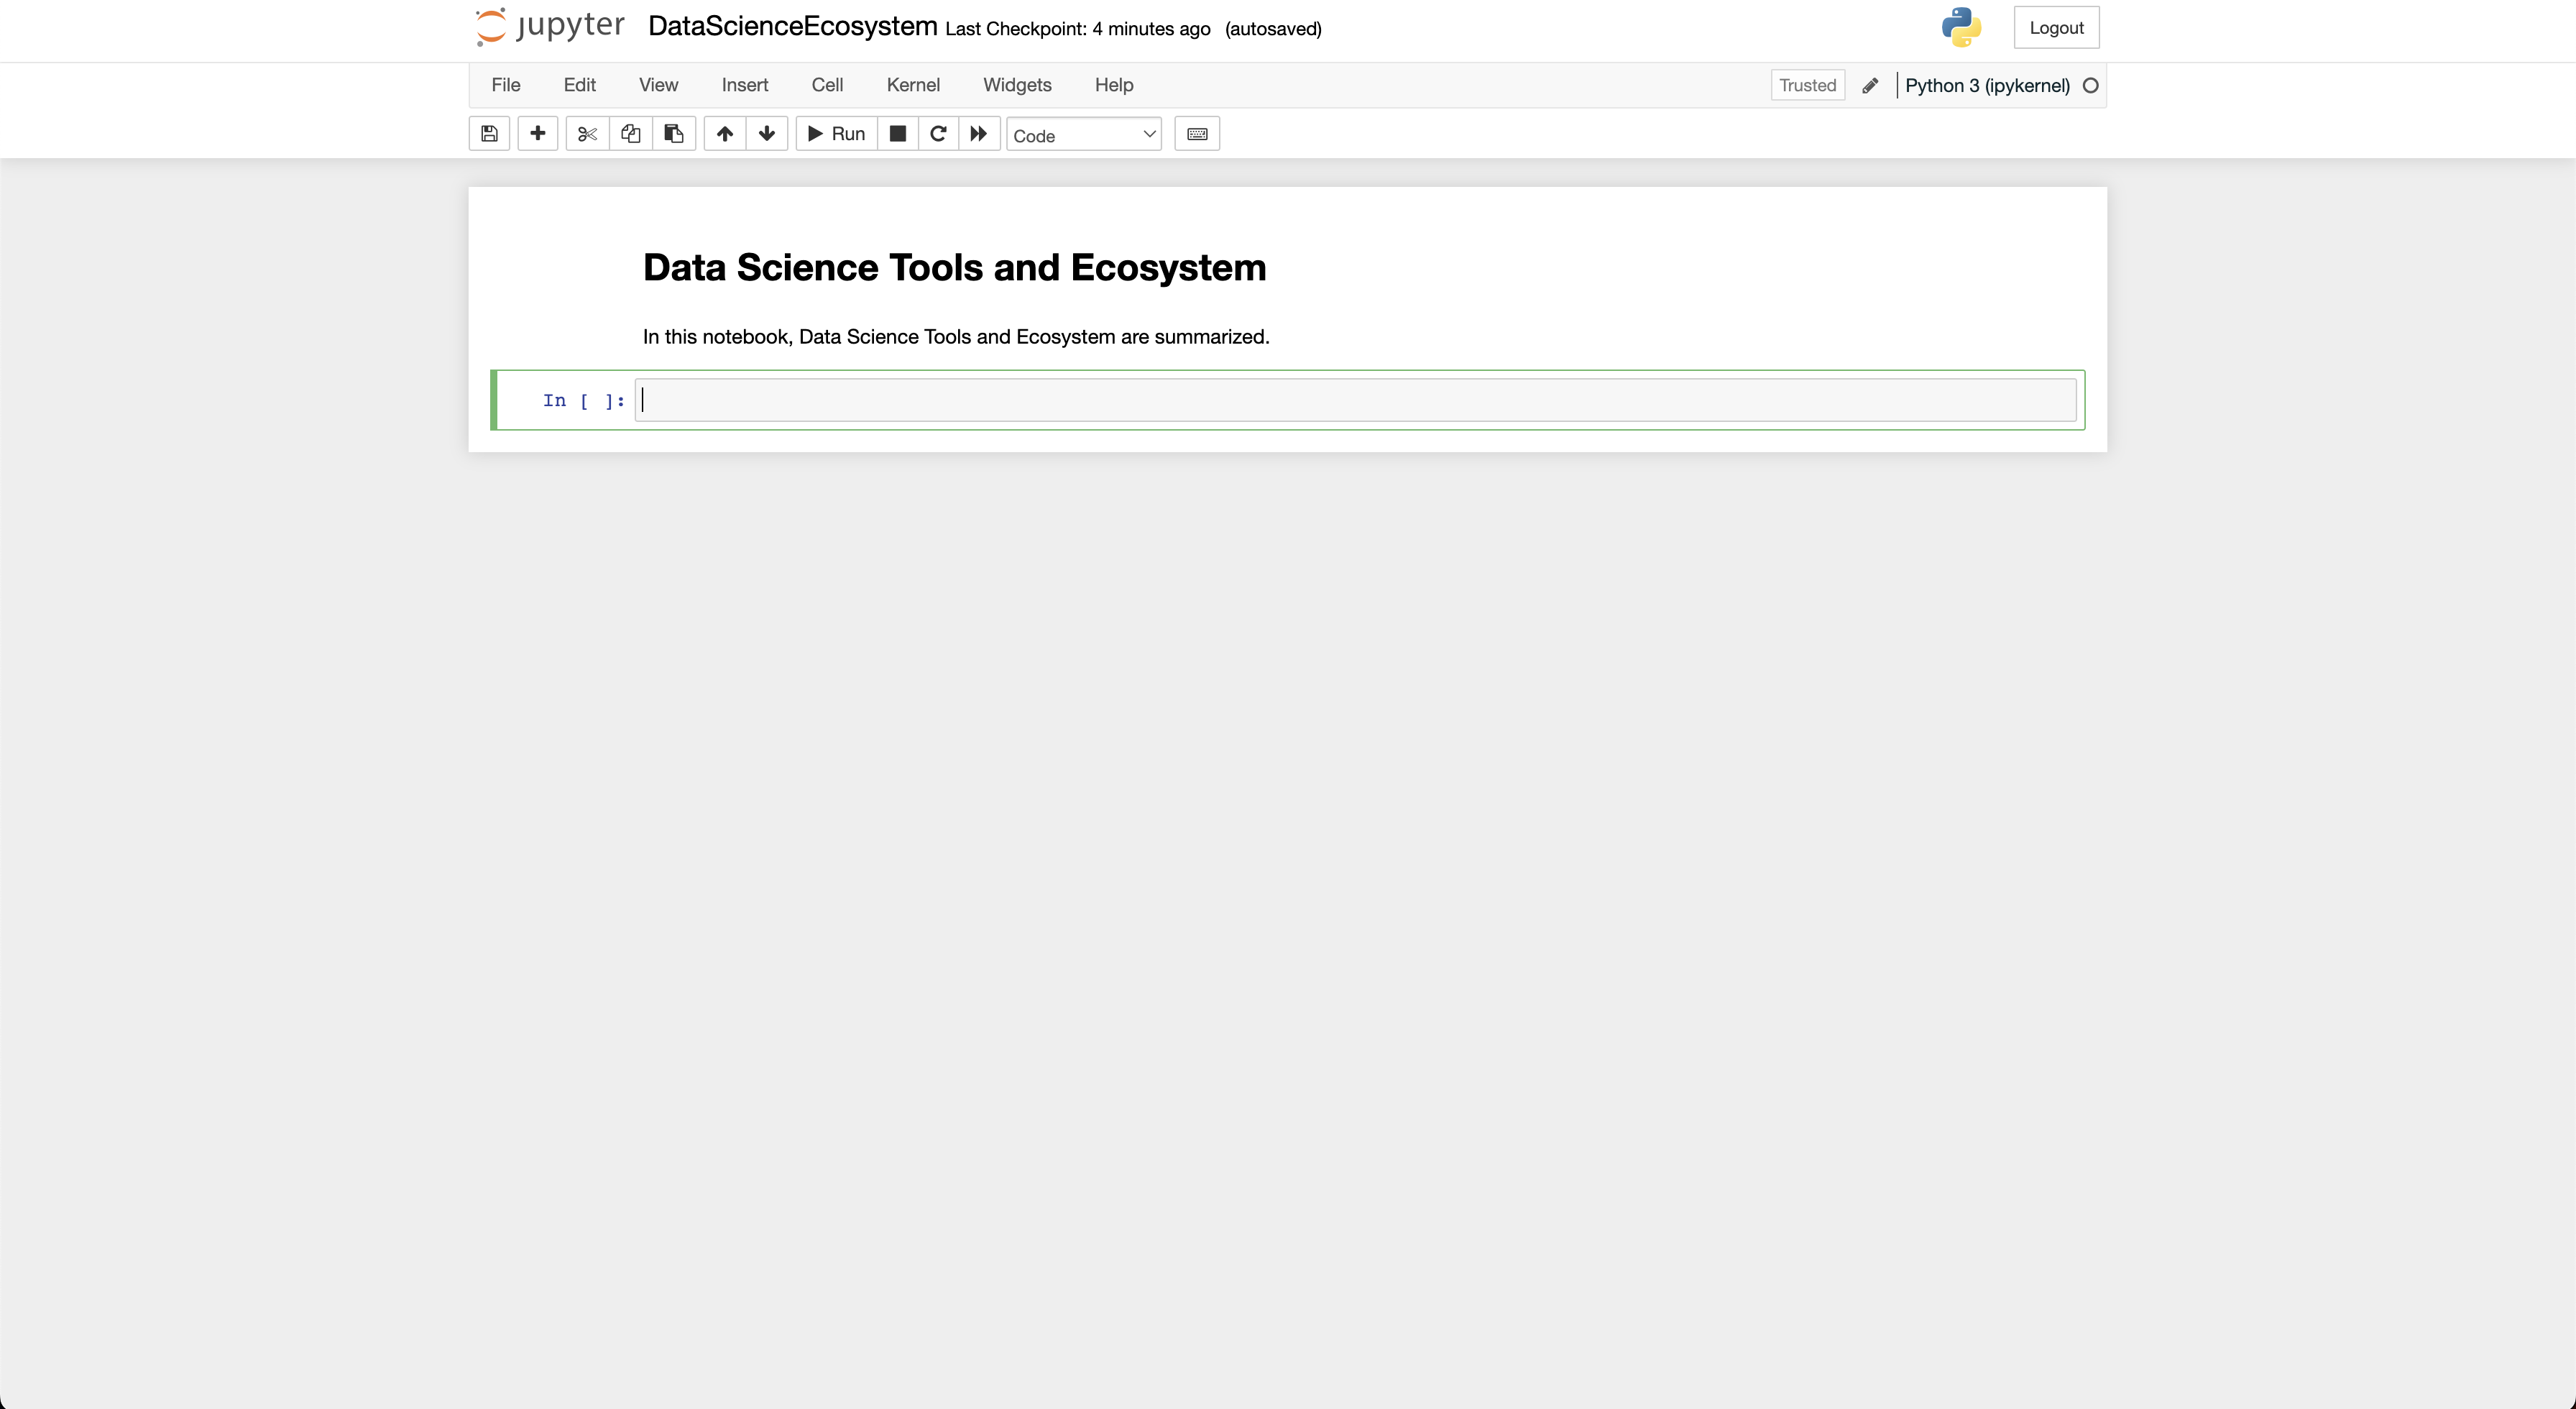 jupyter DataScienceEcosystem Last Checkpoint: 4 minutes ago (autosaved) Logout
File Edit View Insert Cell Kernel Widgets Help Trusted Python 3 (ipykernel)
Run Code
Data Science Tools and Ecosystem
In this notebook, Data Science Tools and Ecosystem are summarized.
In [ ]: